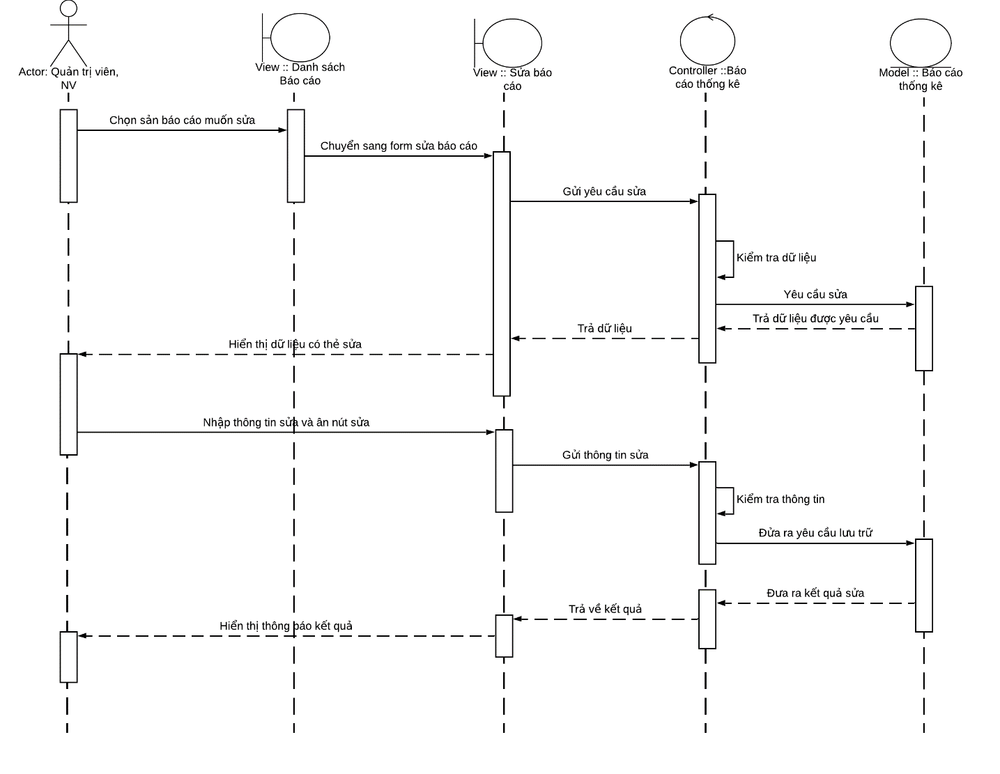 Actor: Quản trị viên,
NV
View :: Danh sách
Báo cáo
View :: Sửa báo
cáo
Controller ::Báo
cáo thống kê
Model :: Báo cáo
thống kê
Chọn sản báo cáo muốn sửa
Chuyển sang form sửa báo cáo
Gửi yêu cầu sửa
Kiểm tra dữ liệu
Yêu cầu sửa
Trả dữ liệu được yêu cầu
Trả dữ liệu
Hiển thị dữ liệu có thẻ sửa
Nhập thông tin sửa và ân nút sửa
Gửi thông tin sửa
Kiểm tra thông tin
Đửa ra yêu cầu lưu trữ
Đưa ra kết quả sửa
Trả về kết quả
Hiển thị thông báo kết quả